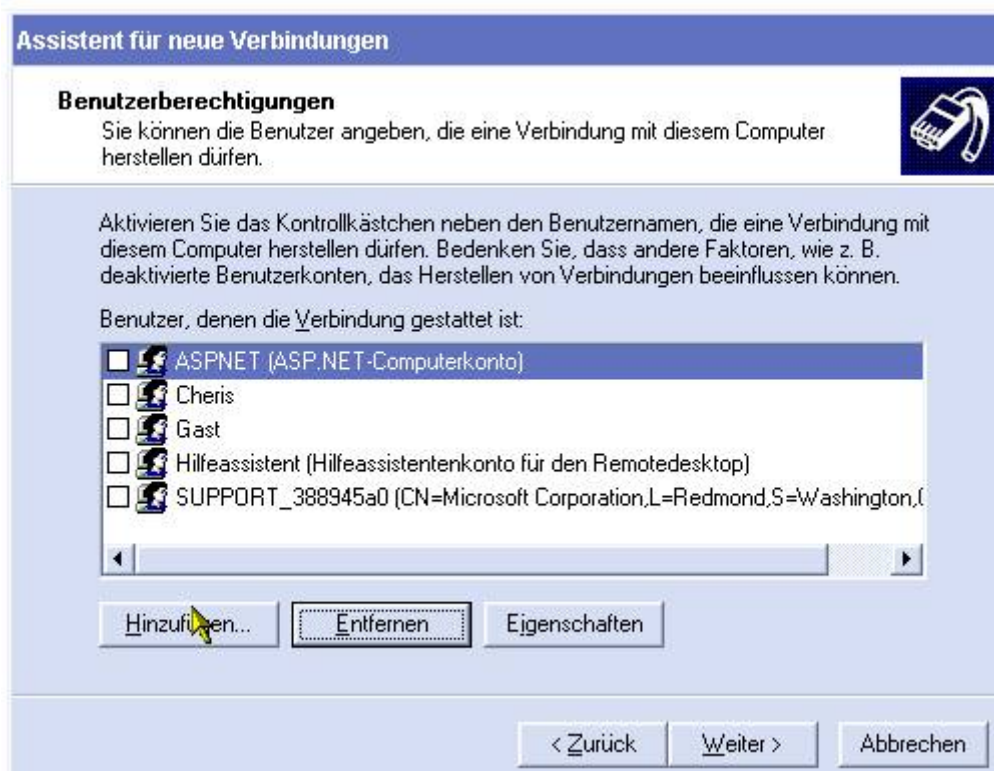 Assistent für neue Verbindungen
Benutzerberechtigungen
Sie können die Benutzer angeben, die eine Verbindung mit diesem Computer
herstellen dürfen.
Aktivieren Sie das Kontrollkästchen neben den Benutzernamen, die eine Verbindung mit
diesem Computer herstellen dürfen. Bedenken Sie, dass andere Faktoren, wie z. B.
deaktivierte Benutzerkonten, das Herstellen von Verbindungen beeinflussen können.
Benutzer, denen die Verbindung gestattet ist:
ASPNET (ASP.NET-Computerkonto)
Cheris
Gast
Hilfeassistent (Hilfeassistentenkonto für den Remotedesktop)
SUPPORT_388945a0 (CN=Microsoft Corporation,L=Redmond,S=Washington,
Hinzufügen... Entfernen Eigenschaften
< Zurück Weiter > Abbrechen